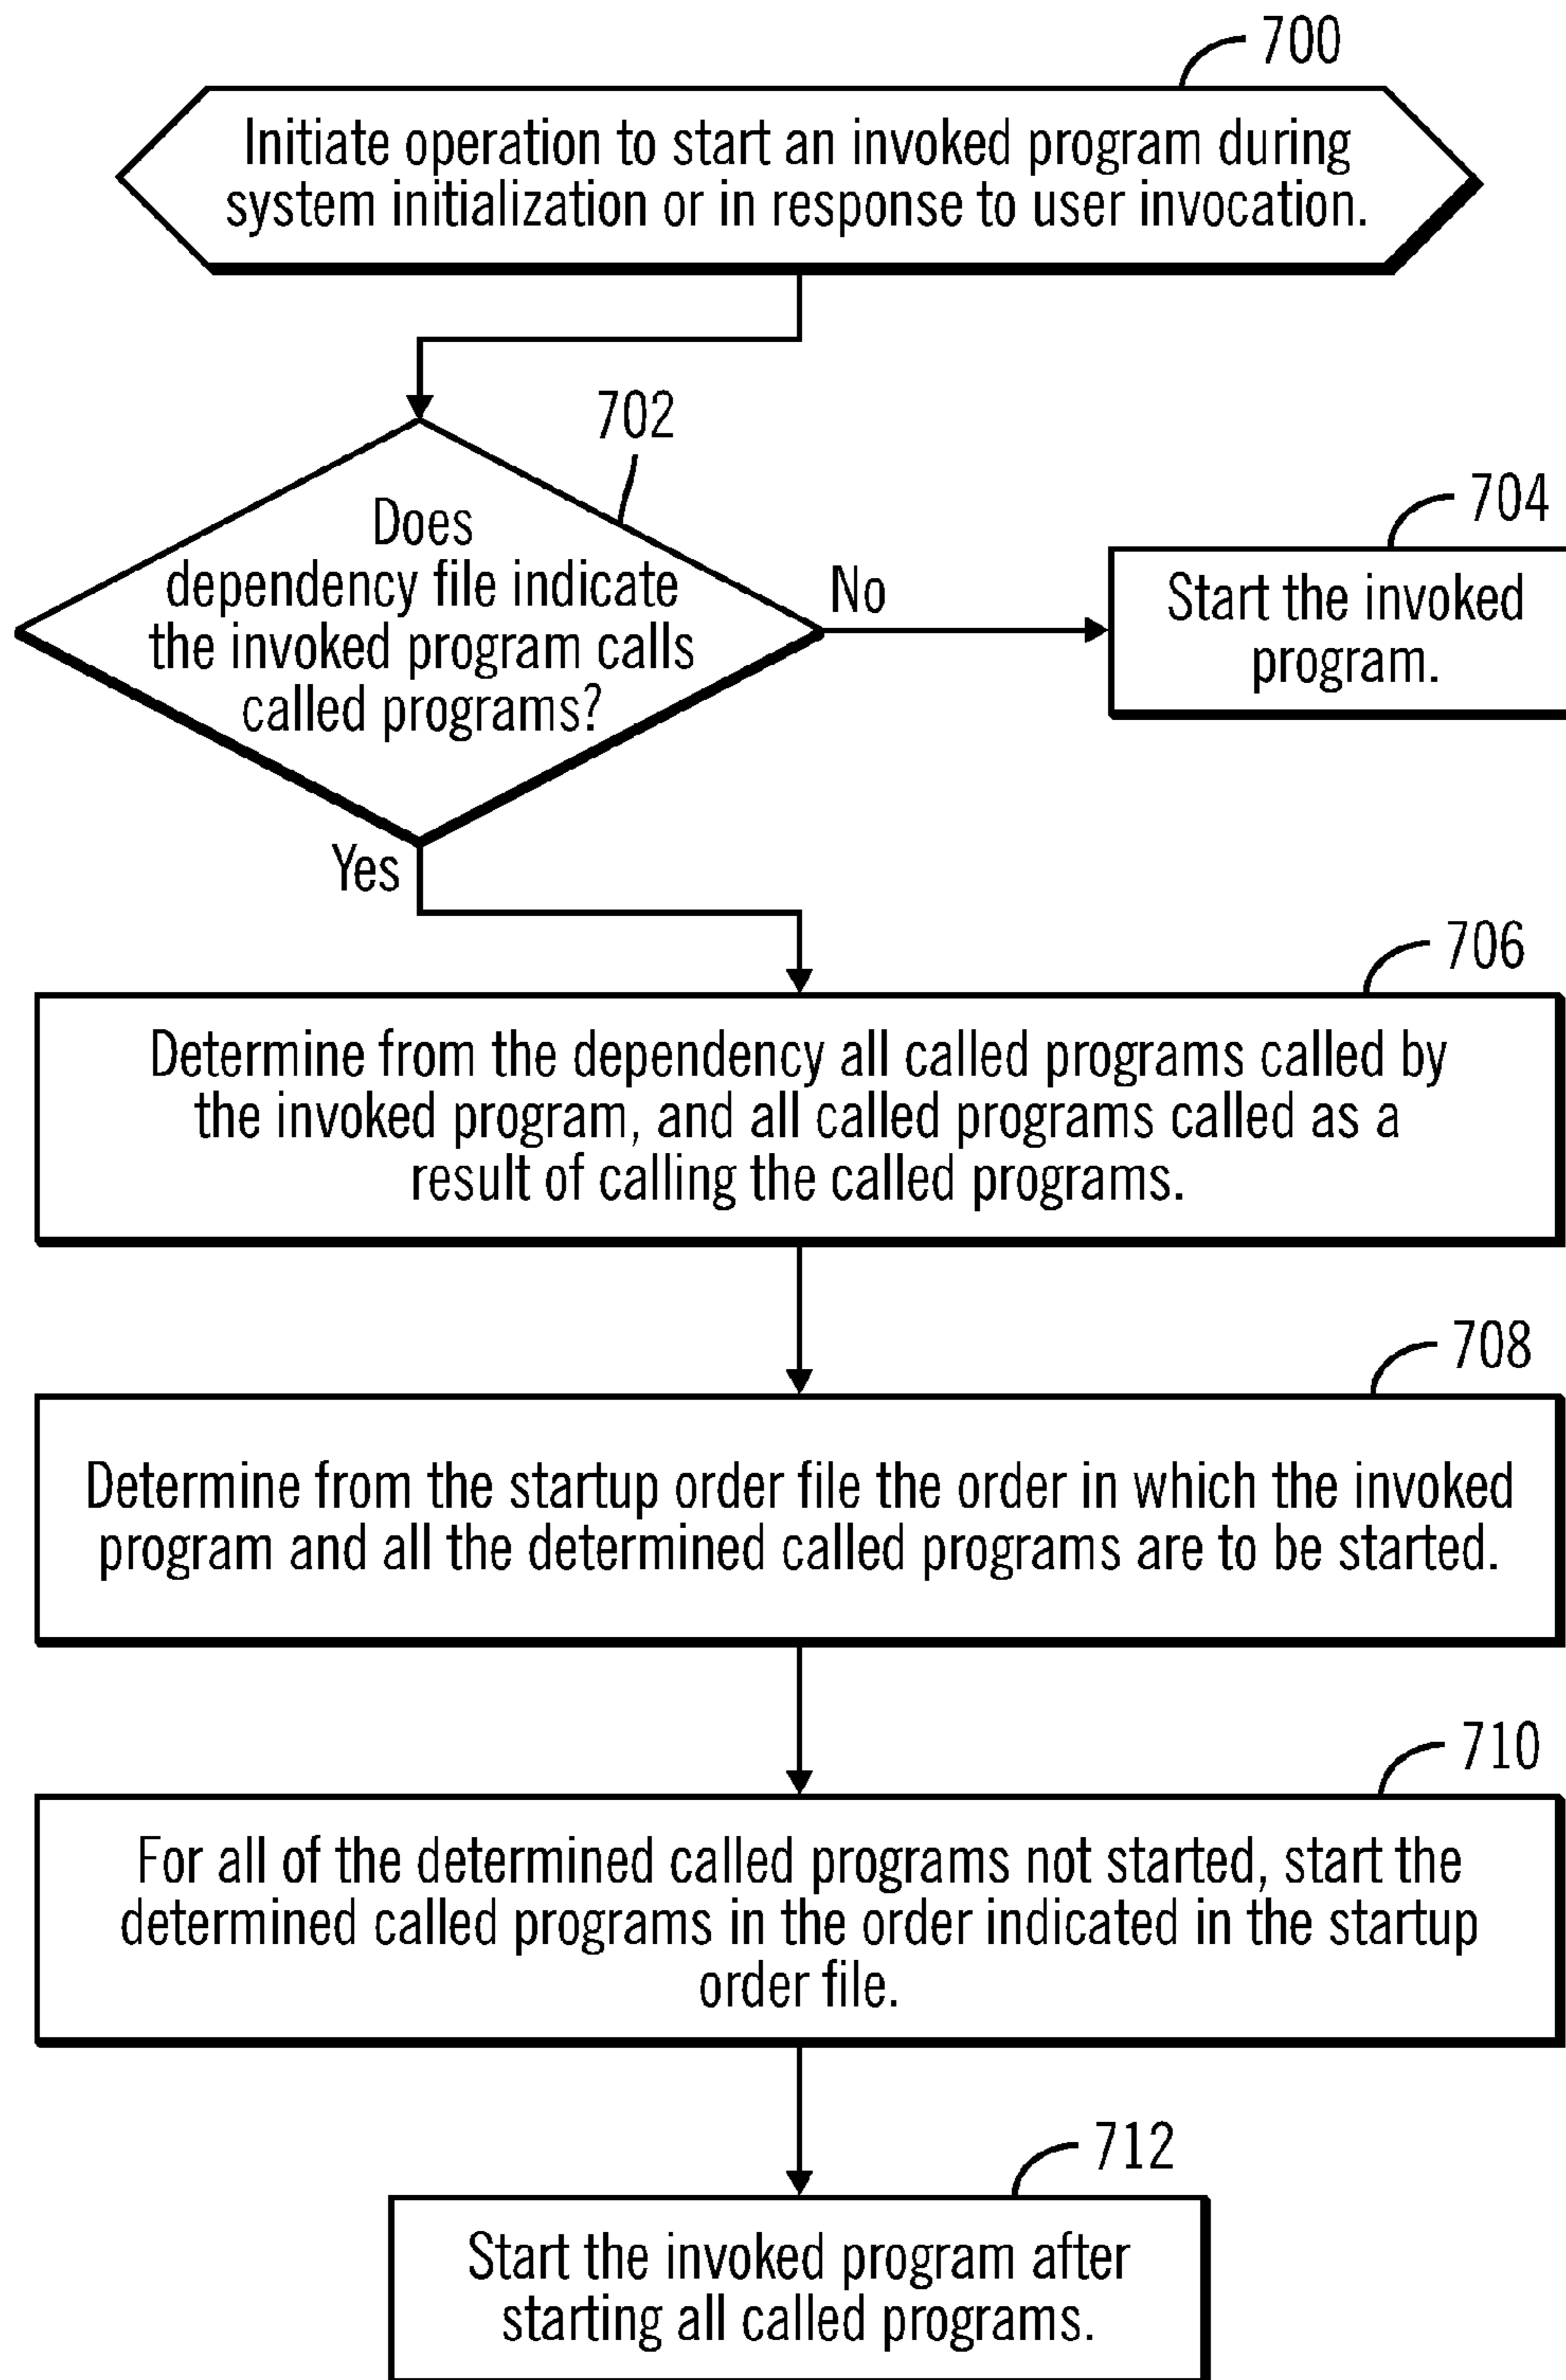 700
Initiate operation to start an invoked program during
system initialization or in response to user invocation.
702
Does
dependency file indicate
the invoked program calls
called programs?
No
704
Start the invoked
program.
Yes
706
Determine from the dependency all called programs called by
the invoked program, and all called programs called as a
result of calling the called programs.
708
Determine from the startup order file the order in which the invoked
program and all the determined called programs are to be started.
710
For all of the determined called programs not started, start the
determined called programs in the order indicated in the startup
order file.
712
Start the invoked program after
starting all called programs.